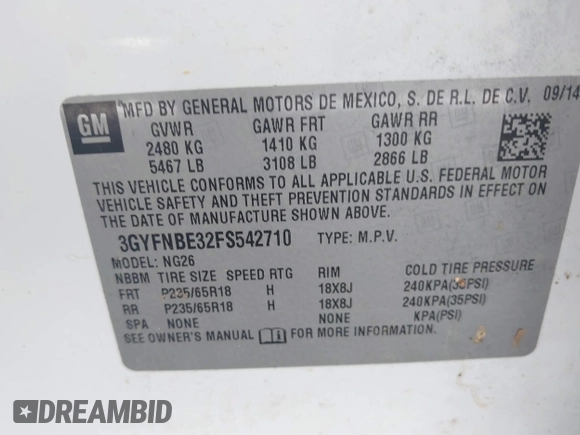 GM
MFD BY GENERAL MOTORS DE MEXICO, S. DE R.L. DE C.V. 09/14
GVWR GAWR FRT GAWR RR
2480 KG 1410 KG 1300 KG
5467 LB 3108 LB 2866 LB
THIS VEHICLE CONFORMS TO ALL APPLICABLE U.S. FEDERAL MOTOR
VEHICLE SAFETY AND THEFT PREVENTION STANDARDS IN EFFECT ON
THE DATE OF MANUFACTURE SHOWN ABOVE.
3GYFNBE32FS542710 TYPE: M.P.V.
MODEL: NG26
NBBM TIRE SIZE SPEED RTG RIM COLD TIRE PRESSURE
FRT P235/65R18 H 18X8J 240KPA(35PSI)
RR P235/65R18 H 18X8J 240KPA(35PSI)
SPA NONE NONE KPA(PSI)
SEE OWNER'S MANUAL FOR MORE INFORMATION.
DREAMBID